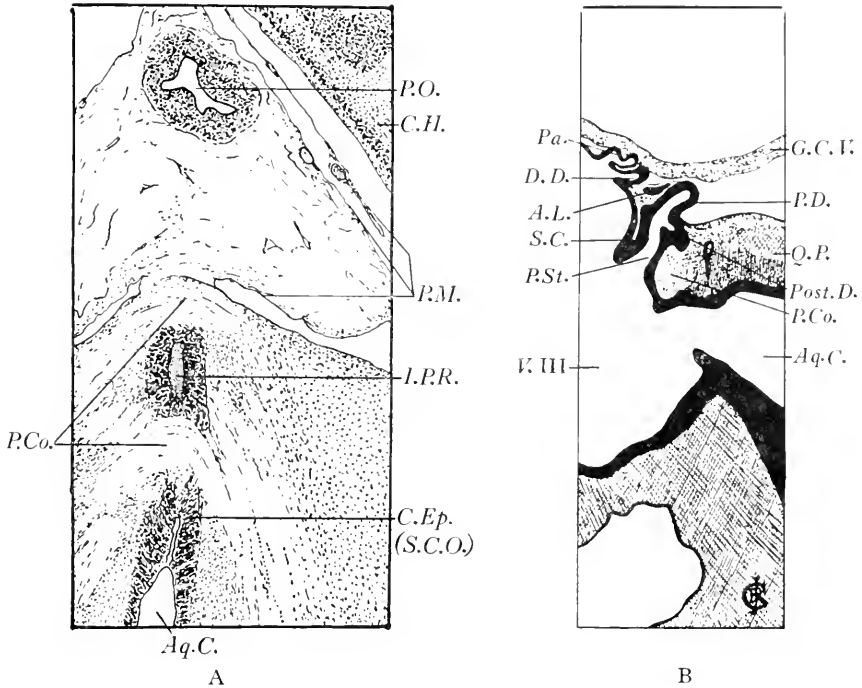 P.O.
C.H.
P.M.
I.P.R.
P.Co.
C.Ep.
(S.C.O.)
Aq.C.
A
Pa.
G.C.V.
D.D.
P.D.
A.L.
S.C.
Q.P.
P.St.
Post.D.
P.Co.
Aq.C.
V.III
B